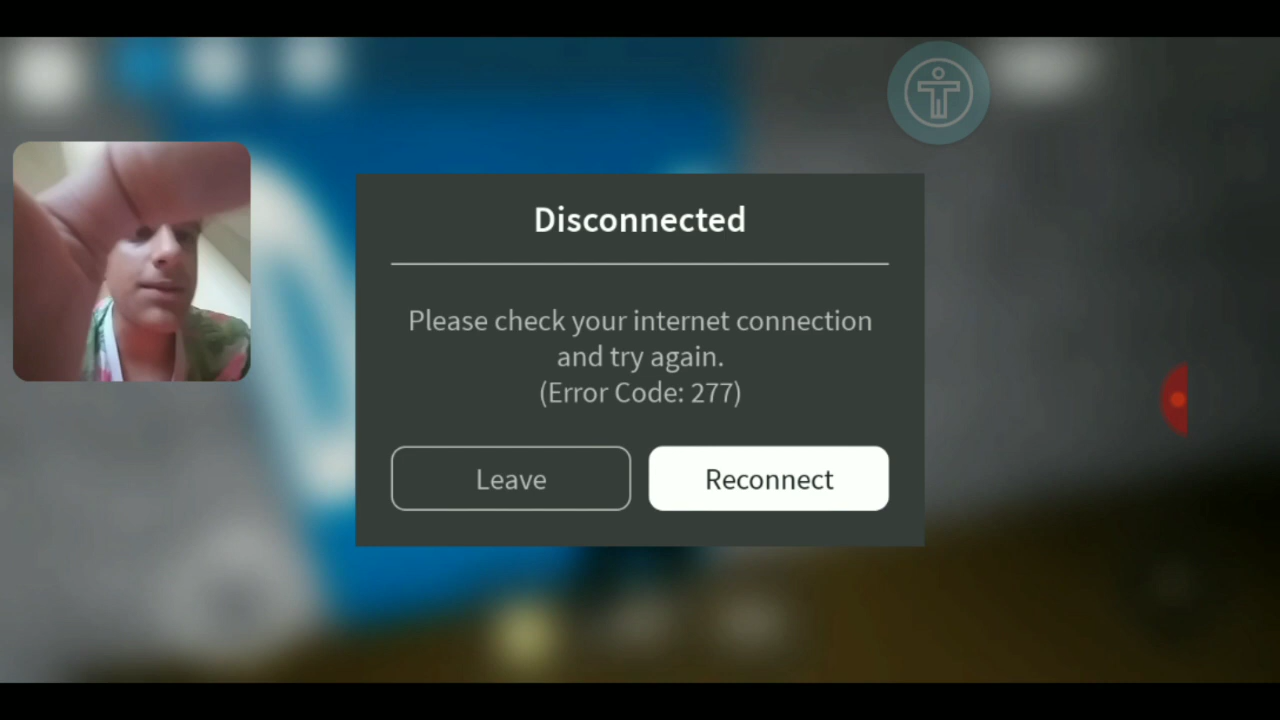 Disconnected
Please check your internet connection
and try again.
(Error Code: 277)
Leave
Reconnect